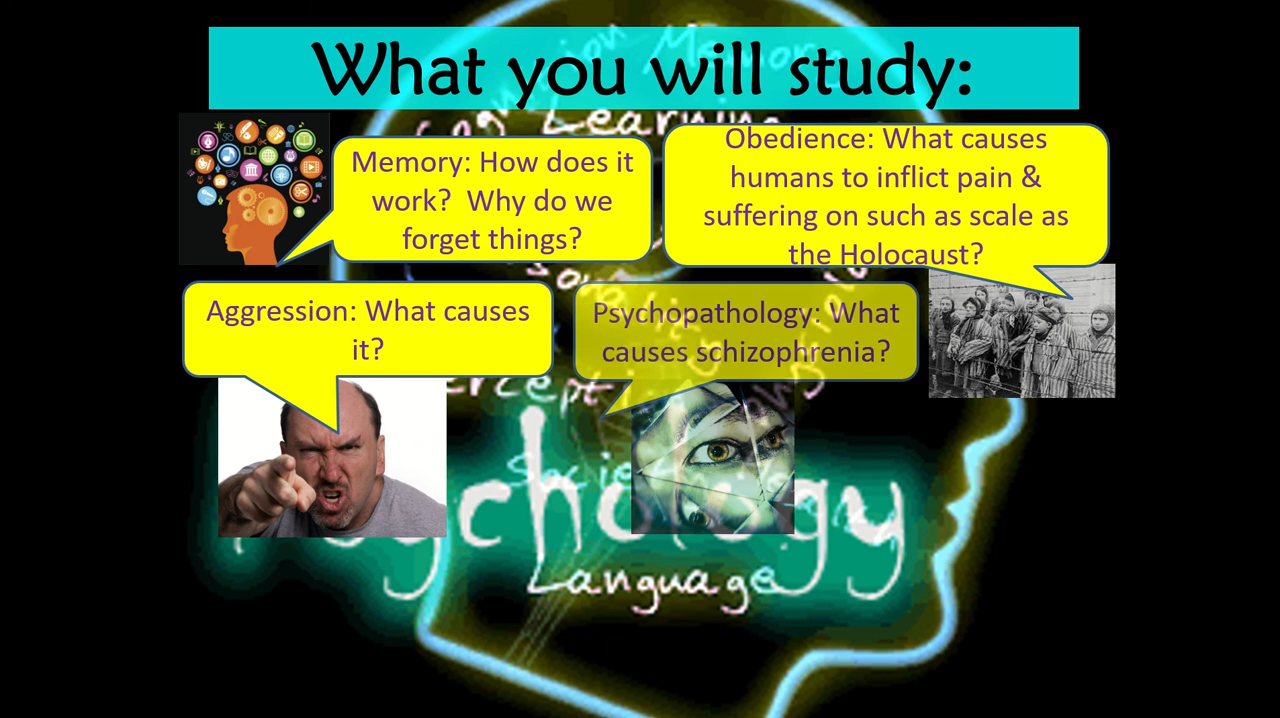 What you will study:
Memory: How does it
work?  Why do we
forget things?
Obedience: What causes
humans to inflict pain &
suffering on such as scale as
the Holocaust?
Aggression: What causes
it?
Psychopathology: What
causes schizophrenia?
Memory
Learning
Language